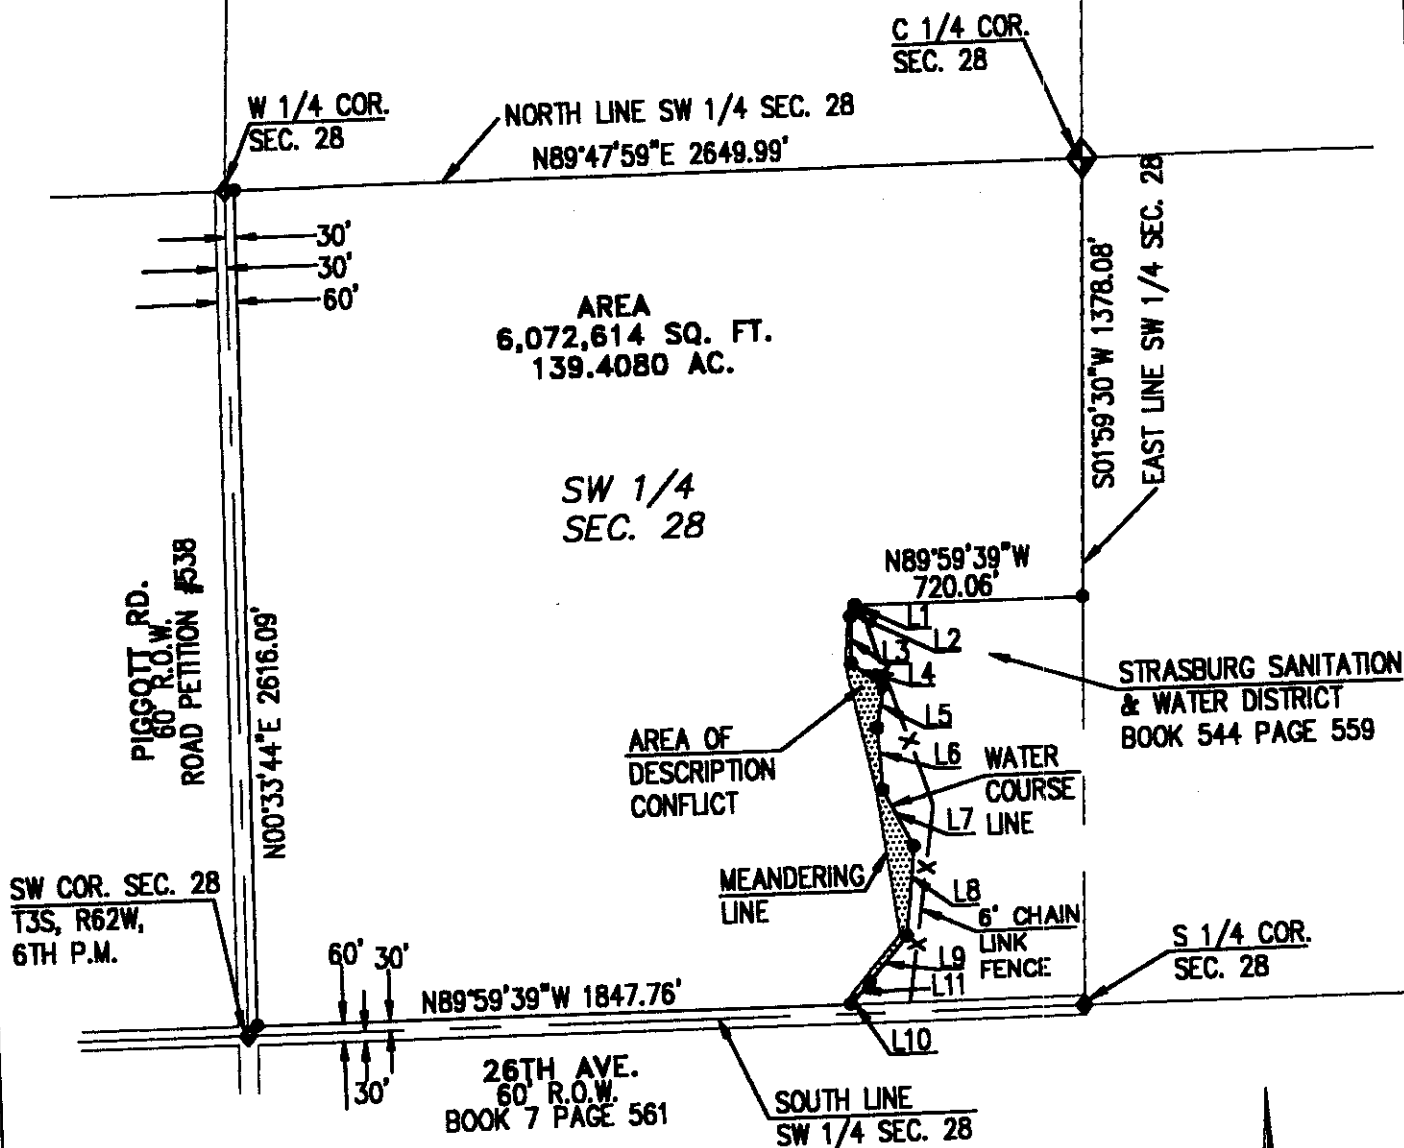 C 1/4 COR.
SEC. 28
W 1/4 COR.
SEC. 28
NORTH LINE SW 1/4 SEC. 28
N89°47'59"E 2649.99'
30'
30'
60'
AREA
6,072,614 SQ. FT.
139.4080 AC.
S01°59'30"W 1378.08'
EAST LINE SW 1/4 SEC. 28
SW 1/4
SEC. 28
PIGGOTT RD.
60' R.O.W.
ROAD PETITION #538
N00°33'44"E 2616.09'
N89°59'39"W
720.06'
L1
L2
L3
L4
L5
L6
L7
L8
L9
L11
L10
STRASBURG SANITATION
& WATER DISTRICT
BOOK 544 PAGE 559
AREA OF
DESCRIPTION
CONFLICT
WATER
COURSE
LINE
MEANDERING
LINE
6' CHAIN
LINK
FENCE
SW COR. SEC. 28
T3S, R62W,
6TH P.M.
S 1/4 COR.
SEC. 28
60' 30'
N89°59'39"W 1847.76'
30'
26TH AVE.
60' R.O.W.
BOOK 7 PAGE 561
SOUTH LINE
SW 1/4 SEC. 28